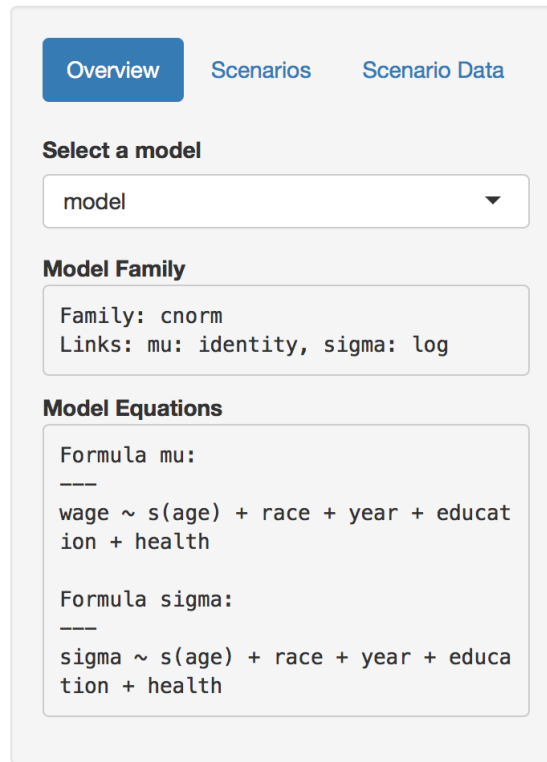 Overview Scenarios Scenario Data
Select a model
model
Model Family
Family: cnorm
Links: mu: identity, sigma: log
Model Equations
Formula mu:
———
wage ~ s(age) + race + year + educat
ion + health
Formula sigma:
———
sigma ~ s(age) + race + year + educa
tion + health